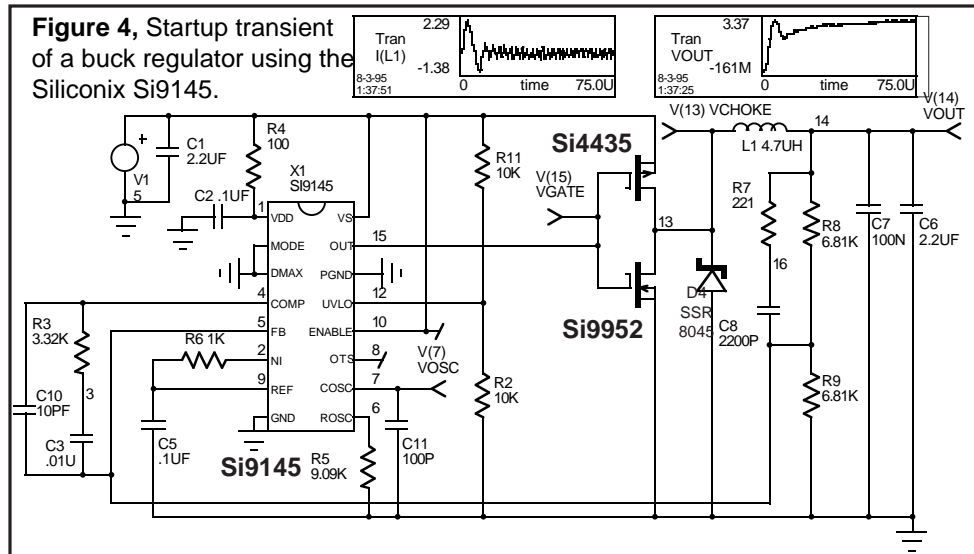 Figure 4, Startup transient
of a buck regulator using the
Siliconix Si9145.
2.29
Tran
I(L1)
-1.38
8-3-95
1:37:51
0
time
75.0U
3.37
Tran
VOUT
-161M
8-3-95
1:37:25
0
time
75.0U
V(13) VCHOKE
V(14)
VOUT
14
L1 4.7UH
V1
5
C1
2.2UF
R4
100
C2 .1UF
X1
SI9145
R11
10K
Si4435
V(15)
VGATE
13
Si9952
D4
SSR
8045
R7
221
16
C8
2200P
R8
6.81K
R9
6.81K
C7
100N
C6
2.2UF
1
VDD
VS
MODE
OUT
15
DMAX
PGND
4
COMP
UVLO
12
5
FB
ENABLE
10
2
NI
OTS
8
9
REF
COSC
7
GND
ROSC
6
V(7)
VOSC
R3
3.32K
R6 1K
3
C10
10PF
C3
.01U
C5
.1UF
Si9145
R5
9.09K
C11
100P
R2
10K